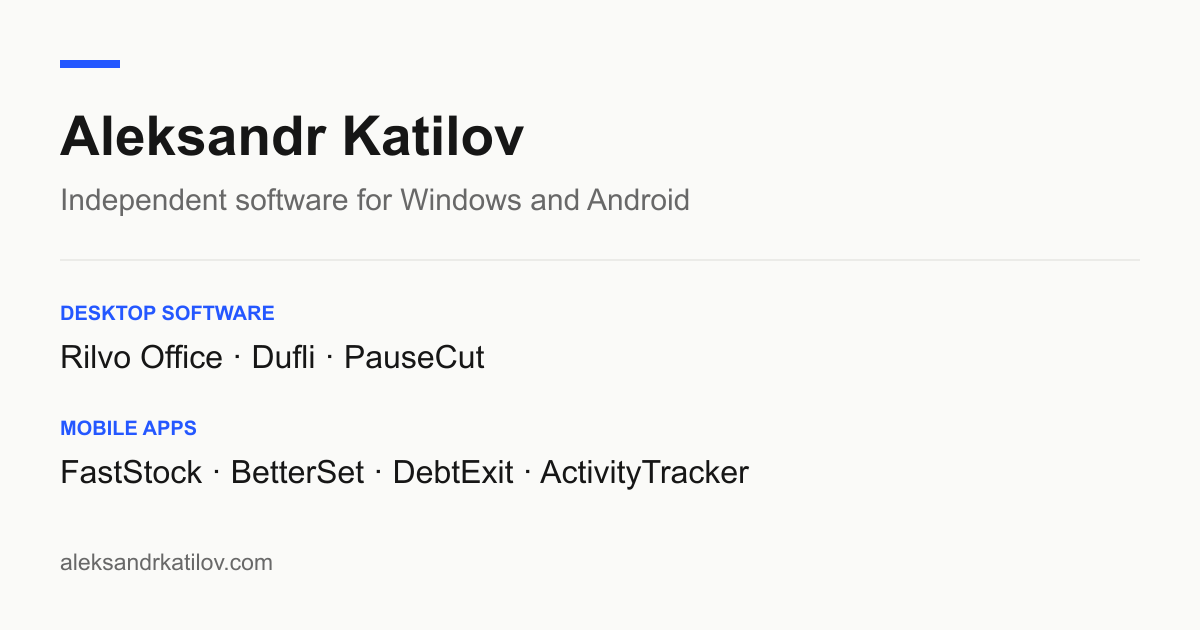 Aleksandr Katilov
Independent software for Windows and Android
DESKTOP SOFTWARE
Rilvo Office · Dufli · PauseCut
MOBILE APPS
FastStock · BetterSet · DebtExit · ActivityTracker
aleksandrkatilov.com